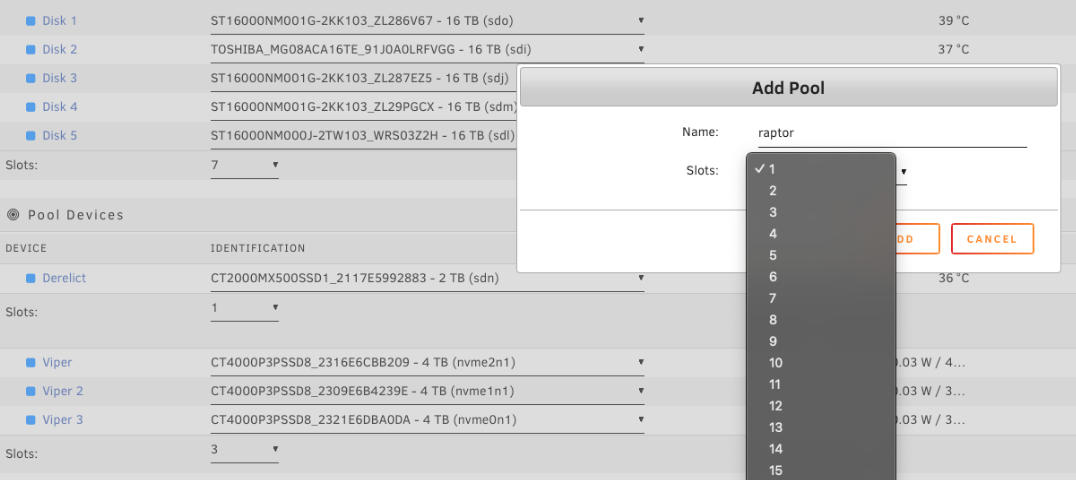 Disk 1 ST16000NM001G-2KK103_ZL286V67 - 16 TB (sdo) 39 °C
Disk 2 TOSHIBA_MG08ACA16TE_91J0A0LRFVGG - 16 TB (sdi) 37 °C
Disk 3 ST16000NM001G-2KK103_ZL287EZ5 - 16 TB (sdj)
Disk 4 ST16000NM001G-2KK103_ZL29PGCX - 16 TB (sdm)
Disk 5 ST16000NM000J-2TW103_WRS03Z2H - 16 TB (sdl)
Slots: 7
Pool Devices
DEVICE IDENTIFICATION
Derelict CT2000MX500SSD1_2117E5992883 - 2 TB (sdn) 36 °C
Slots: 1
Viper CT4000P3PSSD8_2316E6CBB209 - 4 TB (nvme2n1) 0.03 W / 4...
Viper 2 CT4000P3PSSD8_2309E6B4239E - 4 TB (nvme1n1) 0.03 W / 3...
Viper 3 CT4000P3PSSD8_2321E6DBA0DA - 4 TB (nvme0n1) 0.03 W / 3...
Slots: 3
Add Pool
Name: raptor
Slots:
✓ 1
2
3
4
5
6
7
8
9
10
11
12
13
14
15
DD CANCEL